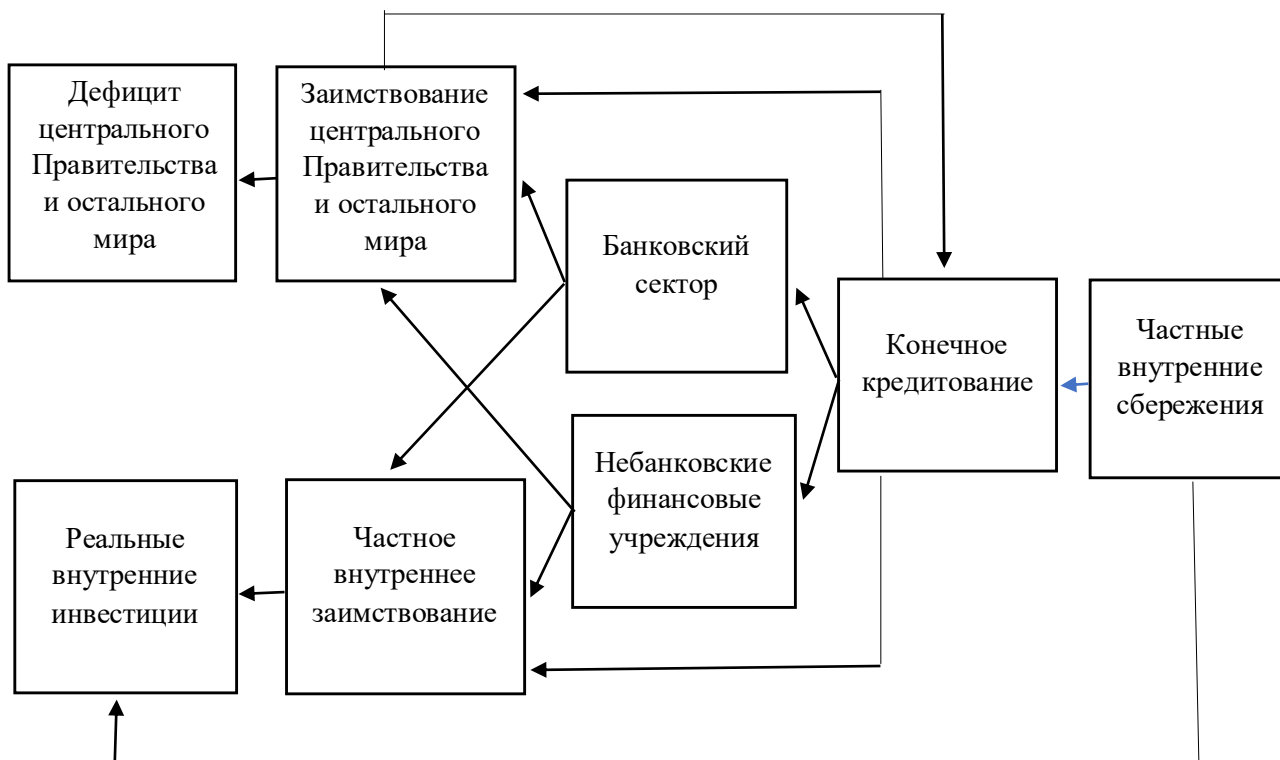 Дефицит
центрального
Правительства
и остального
мира
Заимствование
центрального
Правительства
и остального
мира
Банковский
сектор
Конечное
кредитование
Частные
внутренние
сбережения
Небанковские
финансовые
учреждения
Реальные
внутренние
инвестиции
Частное
внутреннее
заимствование